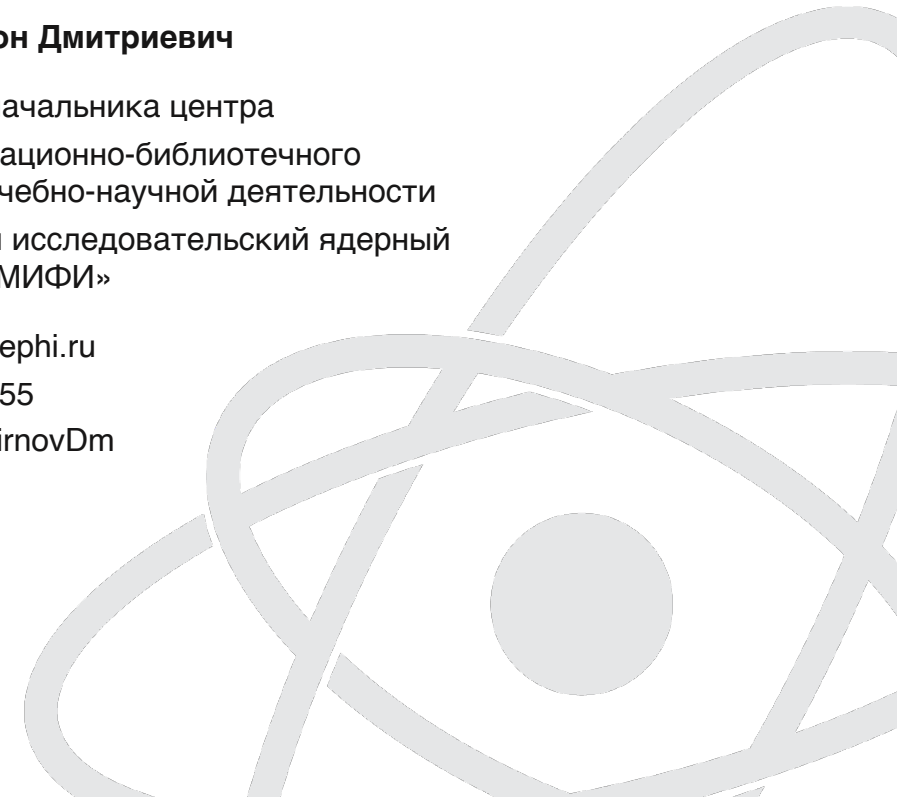 он Дмитриевич
ачальника центра
ационно-библиотечного
чебно-научной деятельности
исследовательский ядерный
МИФИ»
ephi.ru
55
irnovDm